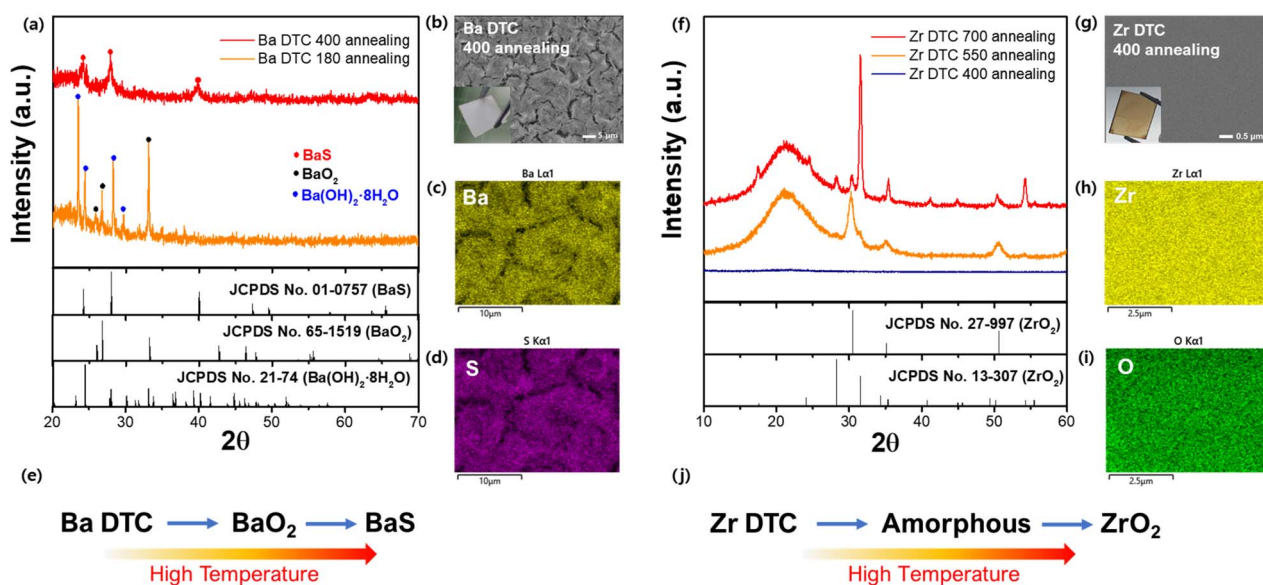 (a)
Intensity (a.u.)
Ba DTC 400 annealing
Ba DTC 180 annealing
BaS
BaO₂
Ba(OH)₂·8H₂O
JCPDS No. 01-0757 (BaS)
JCPDS No. 65-1519 (BaO₂)
JCPDS No. 21-74 (Ba(OH)₂·8H₂O)
20 30 40 50 60 70
2θ
(b)
Ba DTC
400 annealing
5 μm
(c)
Ba Lα1
Ba
10μm
(d)
S Kα1
S
10μm
(e)
Ba DTC → BaO₂ → BaS
High Temperature
(f)
Intensity (a.u.)
Zr DTC 700 annealing
Zr DTC 550 annealing
Zr DTC 400 annealing
JCPDS No. 27-997 (ZrO₂)
JCPDS No. 13-307 (ZrO₂)
10 20 30 40 50 60
2θ
(g)
Zr DTC
400 annealing
0.5 μm
(h)
Zr Lα1
Zr
2.5μm
(i)
O Kα1
O
2.5μm
(j)
Zr DTC → Amorphous → ZrO₂
High Temperature